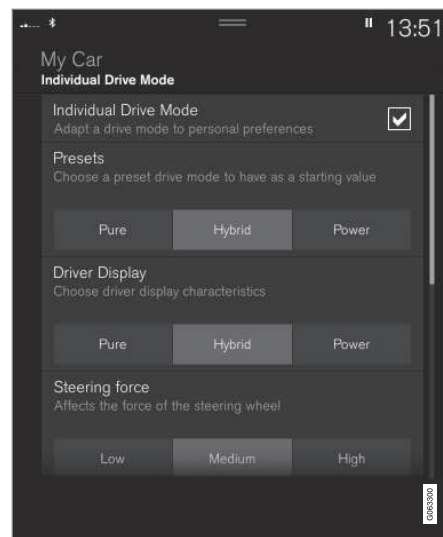 13:51
My Car
Individual Drive Mode
Individual Drive Mode
Adapt a drive mode to personal preferences
Presets
Choose a preset drive mode to have as a starting value
Pure Hybrid Power
Driver Display
Choose driver display characteristics
Pure Hybrid Power
Steering force
Affects the force of the steering wheel
Low Medium High
G063300